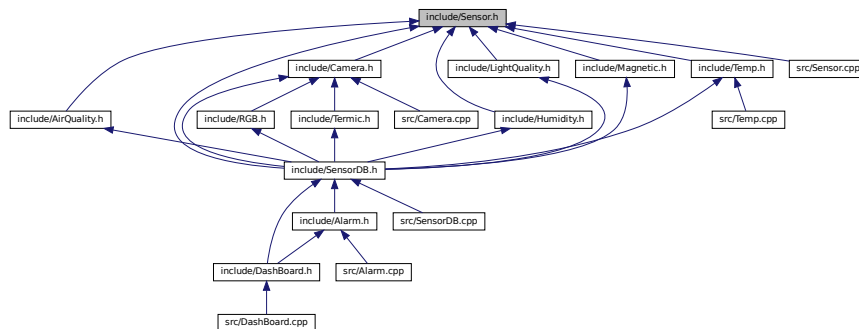 include/Sensor.h
include/Camera.h
include/LightQuality.h
include/Magnetic.h
include/Temp.h
src/Sensor.cpp
include/AirQuality.h
include/RGB.h
include/Termic.h
src/Camera.cpp
include/Humidity.h
src/Temp.cpp
include/SensorDB.h
include/Alarm.h
src/SensorDB.cpp
include/DashBoard.h
src/Alarm.cpp
src/DashBoard.cpp